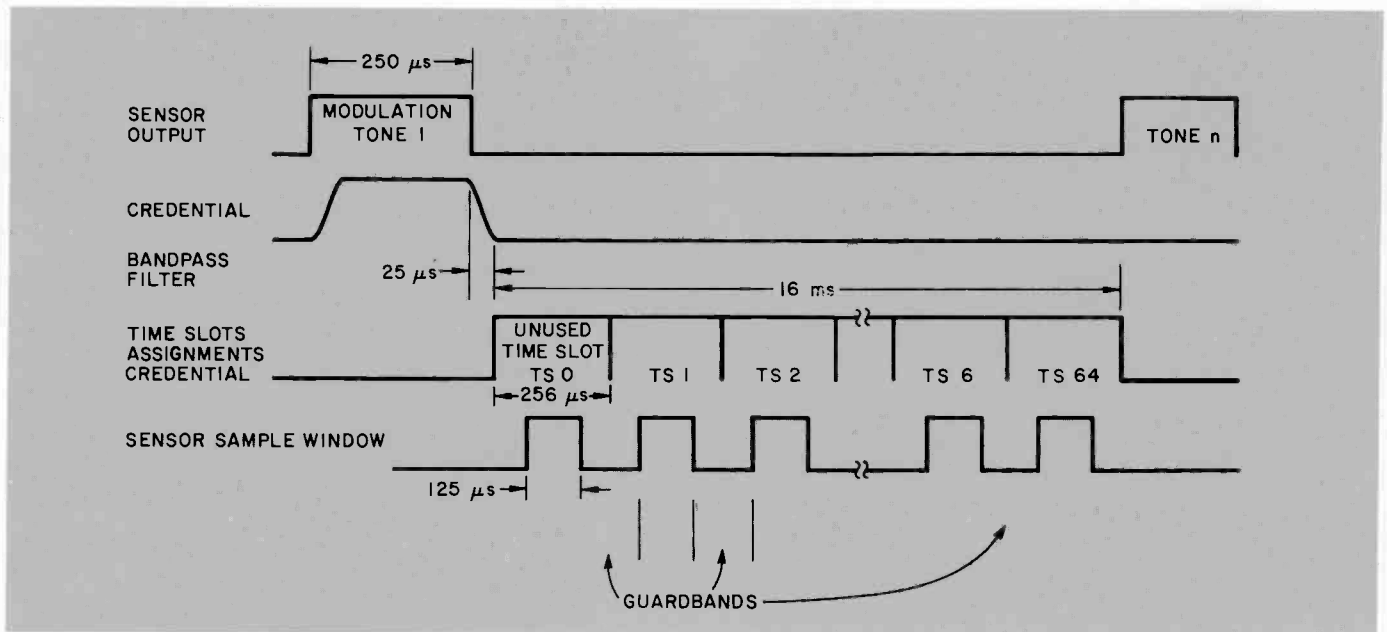 250 μs
SENSOR
OUTPUT
MODULATION
TONE 1
TONE n
CREDENTIAL
BANDPASS
FILTER
25 μs
16 ms
TIME SLOTS
ASSIGNMENTS
CREDENTIAL
UNUSED
TIME SLOT
TS 0
TS 1
TS 2
TS 6
TS 64
256 μs
SENSOR SAMPLE WINDOW
125 μs
GUARDBANDS